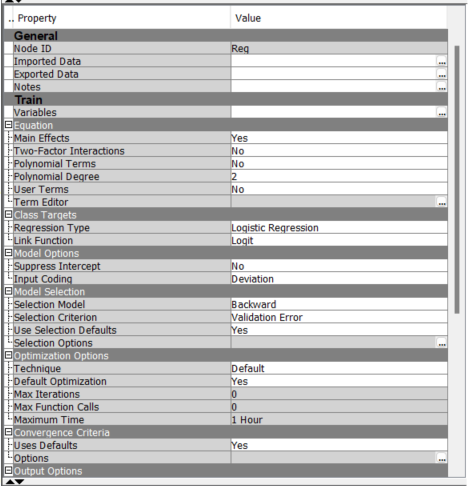 .. Property Value
General
Node ID Reg
Imported Data ...
Exported Data ...
Notes ...
Train
Variables ...
Equation
Main Effects Yes
Two-Factor Interactions No
Polynomial Terms No
Polynomial Degree 2
User Terms No
Term Editor ...
Class Targets
Regression Type Logistic Regression
Link Function Logit
Model Options
Suppress Intercept No
Input Coding Deviation
Model Selection
Selection Model Backward
Selection Criterion Validation Error
Use Selection Defaults Yes
Selection Options ...
Optimization Options
Technique Default
Default Optimization Yes
Max Iterations 0
Max Function Calls 0
Maximum Time 1 Hour
Convergence Criteria
Uses Defaults Yes
Options ...
Output Options